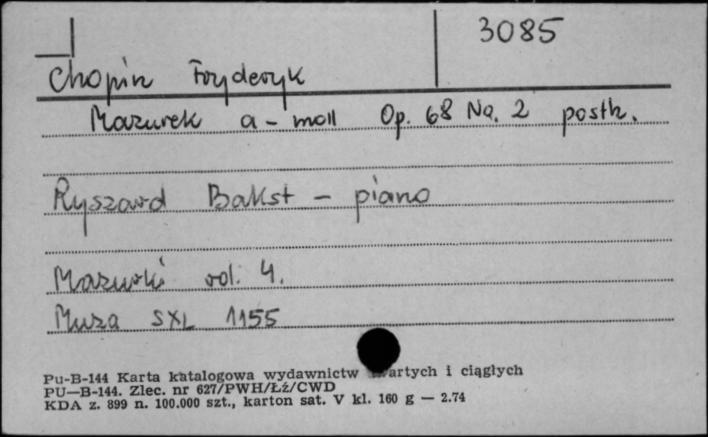 3085
Chopin Fryderyk
Mazurek a-moll Op. 68 No. 2 posth.
Ryszard Bakst - piano
Mazurki vol. 4.
Muza SXL 1155
Pu-B-144 Karta katalogowa wydawnictw wartych i ciągłych
PU—B-144. Zlec. nr 627/PWH/Łź/CWD
KDA z. 899 n. 100.000 szt., karton sat. V kl. 160 g — 2.74